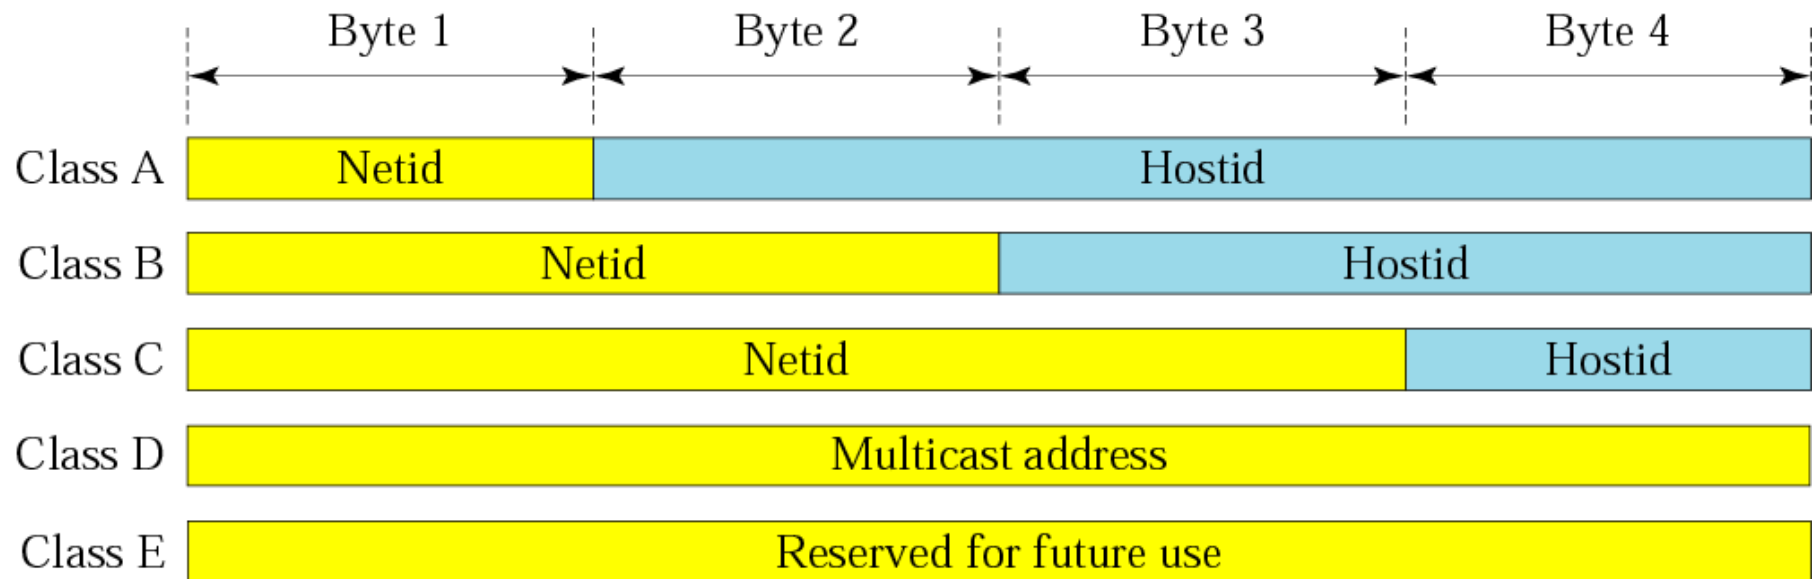 Byte 1 Byte 2 Byte 3 Byte 4
Class A Netid Hostid
Class B Netid Hostid
Class C Netid Hostid
Class D Multicast address
Class E Reserved for future use